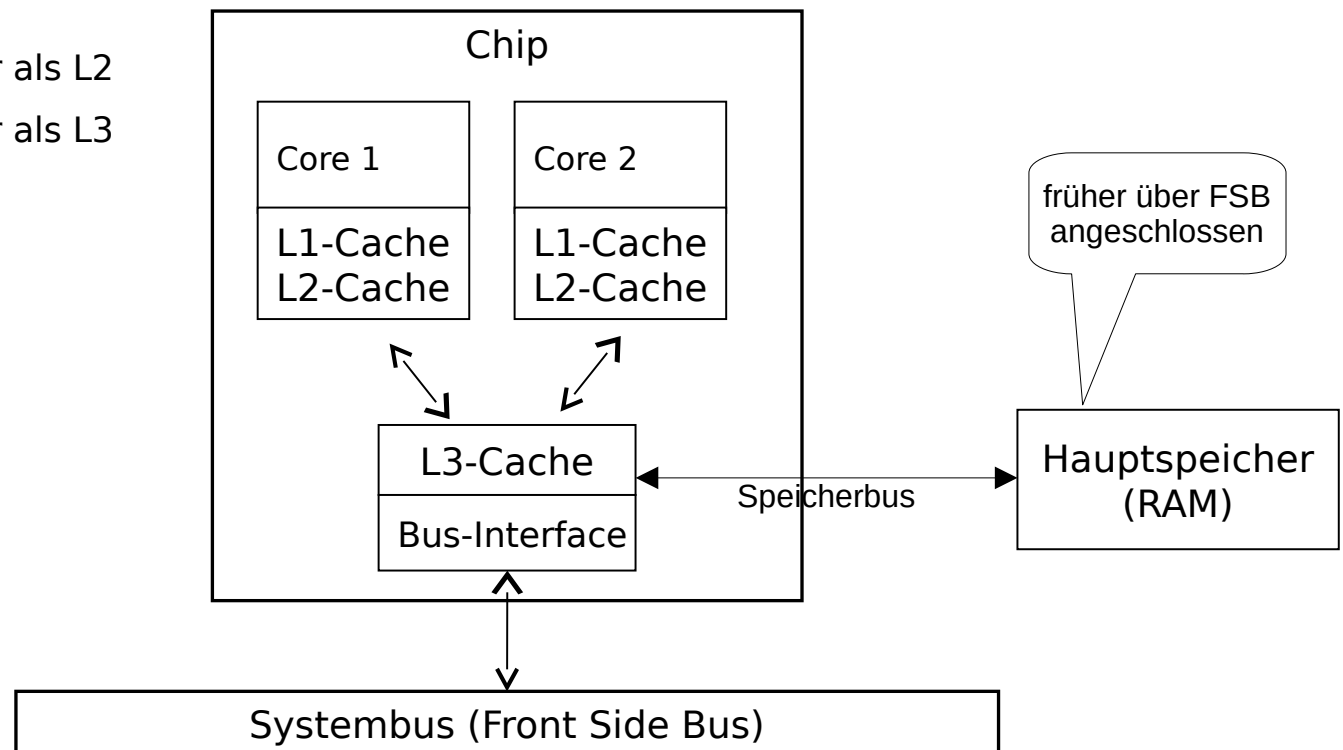 r als L2
r als L3
Chip
Core 1
L1-Cache
L2-Cache
Core 2
L1-Cache
L2-Cache
L3-Cache
Bus-Interface
Speicherbus
früher über FSB
angeschlossen
Hauptspeicher
(RAM)
Systembus (Front Side Bus)